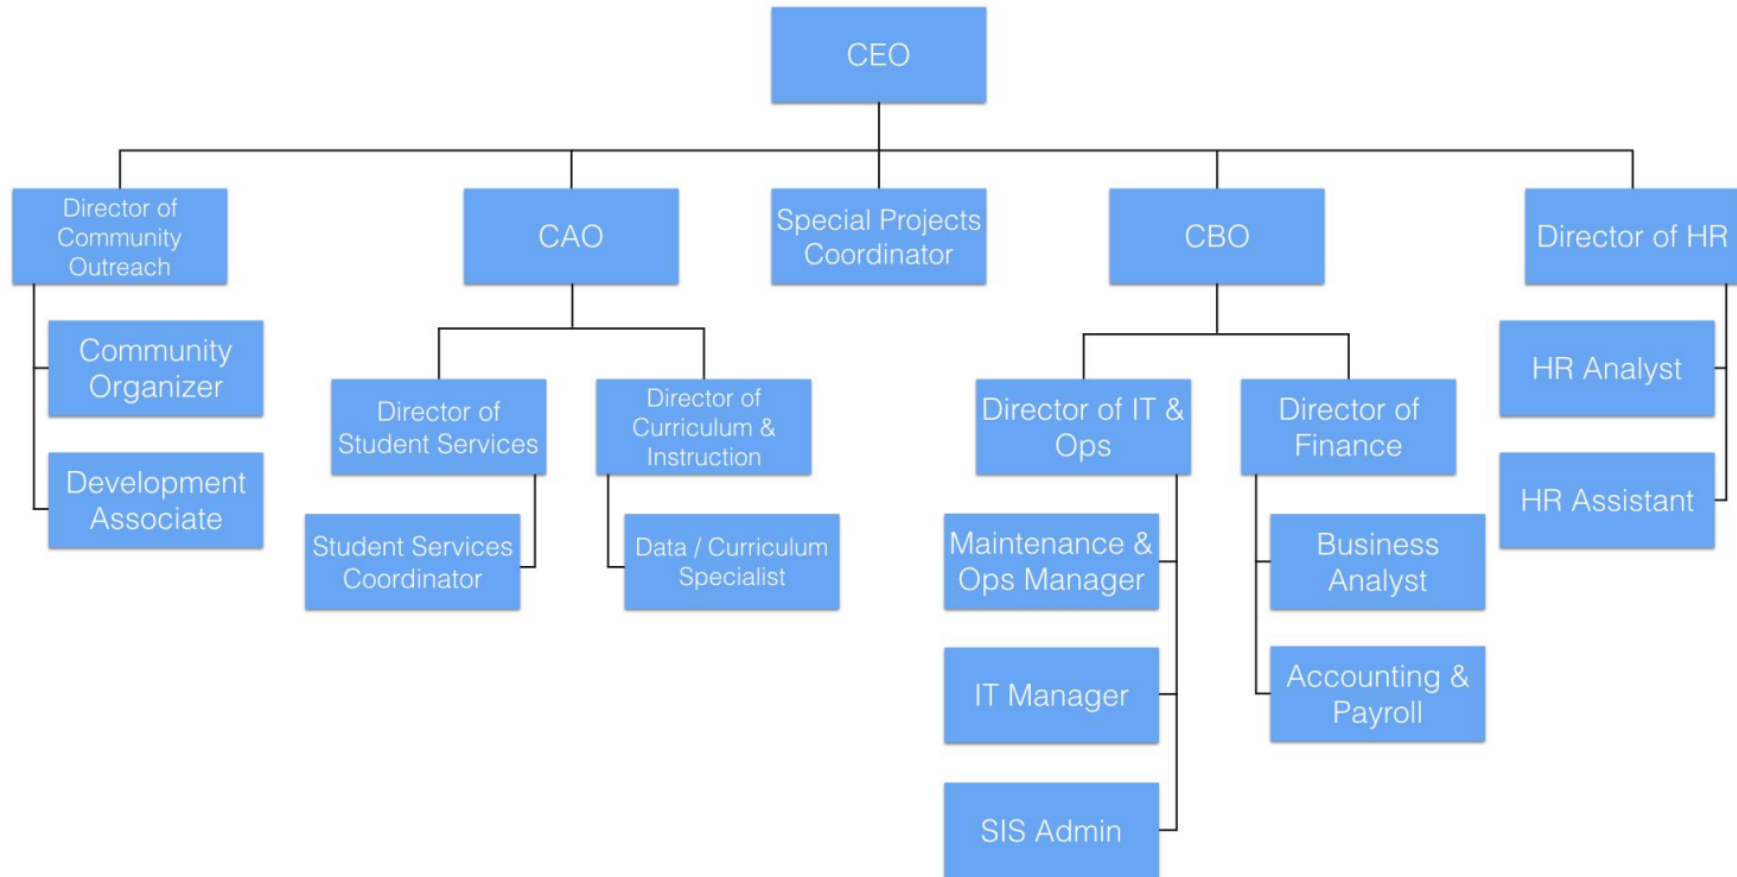 CEO
Director of
Community
Outreach
CAO
Special Projects
Coordinator
CBO
Director of HR
Community
Organizer
Development
Associate
Director of
Student Services
Student Services
Coordinator
Director of
Curriculum &
Instruction
Data / Curriculum
Specialist
Director of IT &
Ops
Maintenance &
Ops Manager
IT Manager
SIS Admin
Director of
Finance
Business
Analyst
Accounting &
Payroll
HR Analyst
HR Assistant